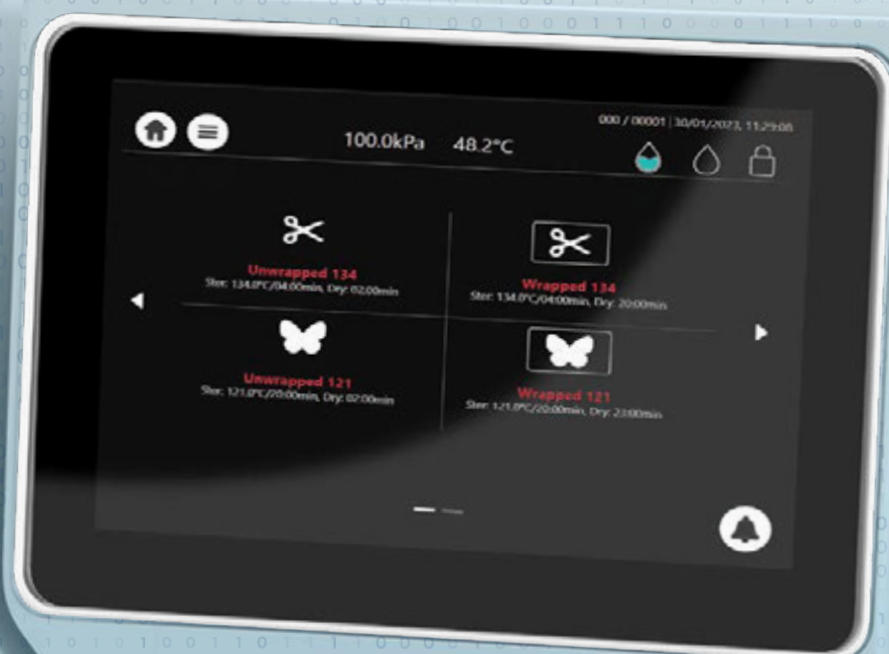 000 / 00001 | 30/01/2023, 11:29:08
100.0kPa 48.2°C
Unwrapped 134
Ster: 134.0°C/04:00min, Dry: 02:00min
Wrapped 134
Ster: 134.0°C/04:00min, Dry: 20:00min
Unwrapped 121
Ster: 121.0°C/20:00min, Dry: 02:00min
Wrapped 121
Ster: 121.0°C/20:00min, Dry: 23:00min